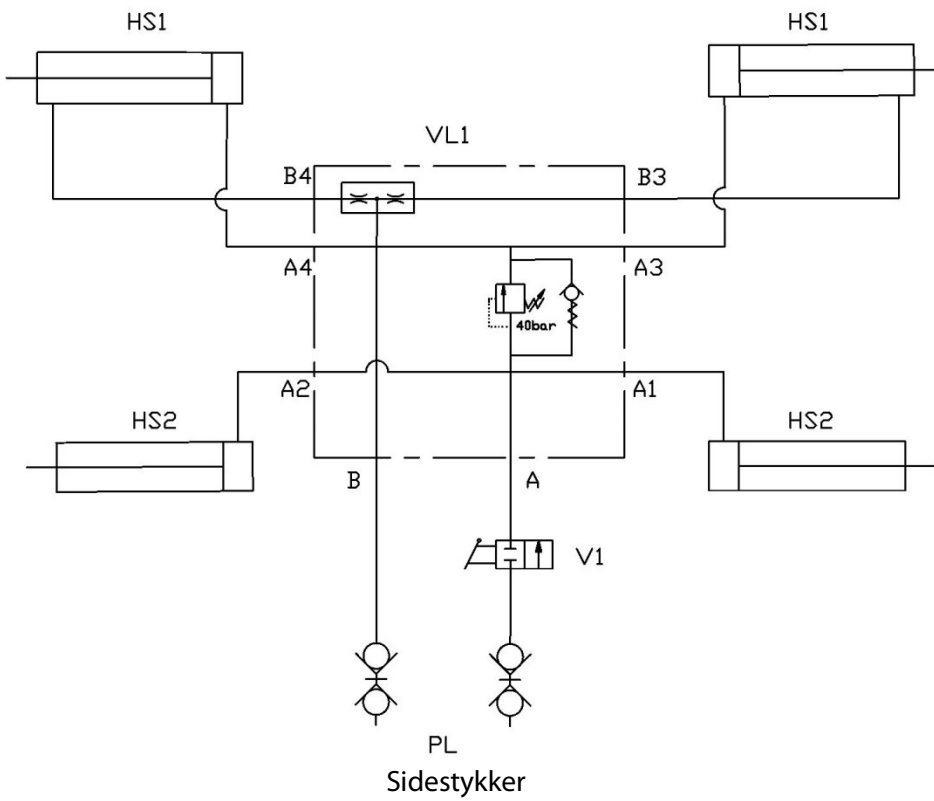 HS1
HS1
VL1
B4
B3
A4
A3
40bar
A2
A1
HS2
HS2
B
A
V1
PL
Sidestykker